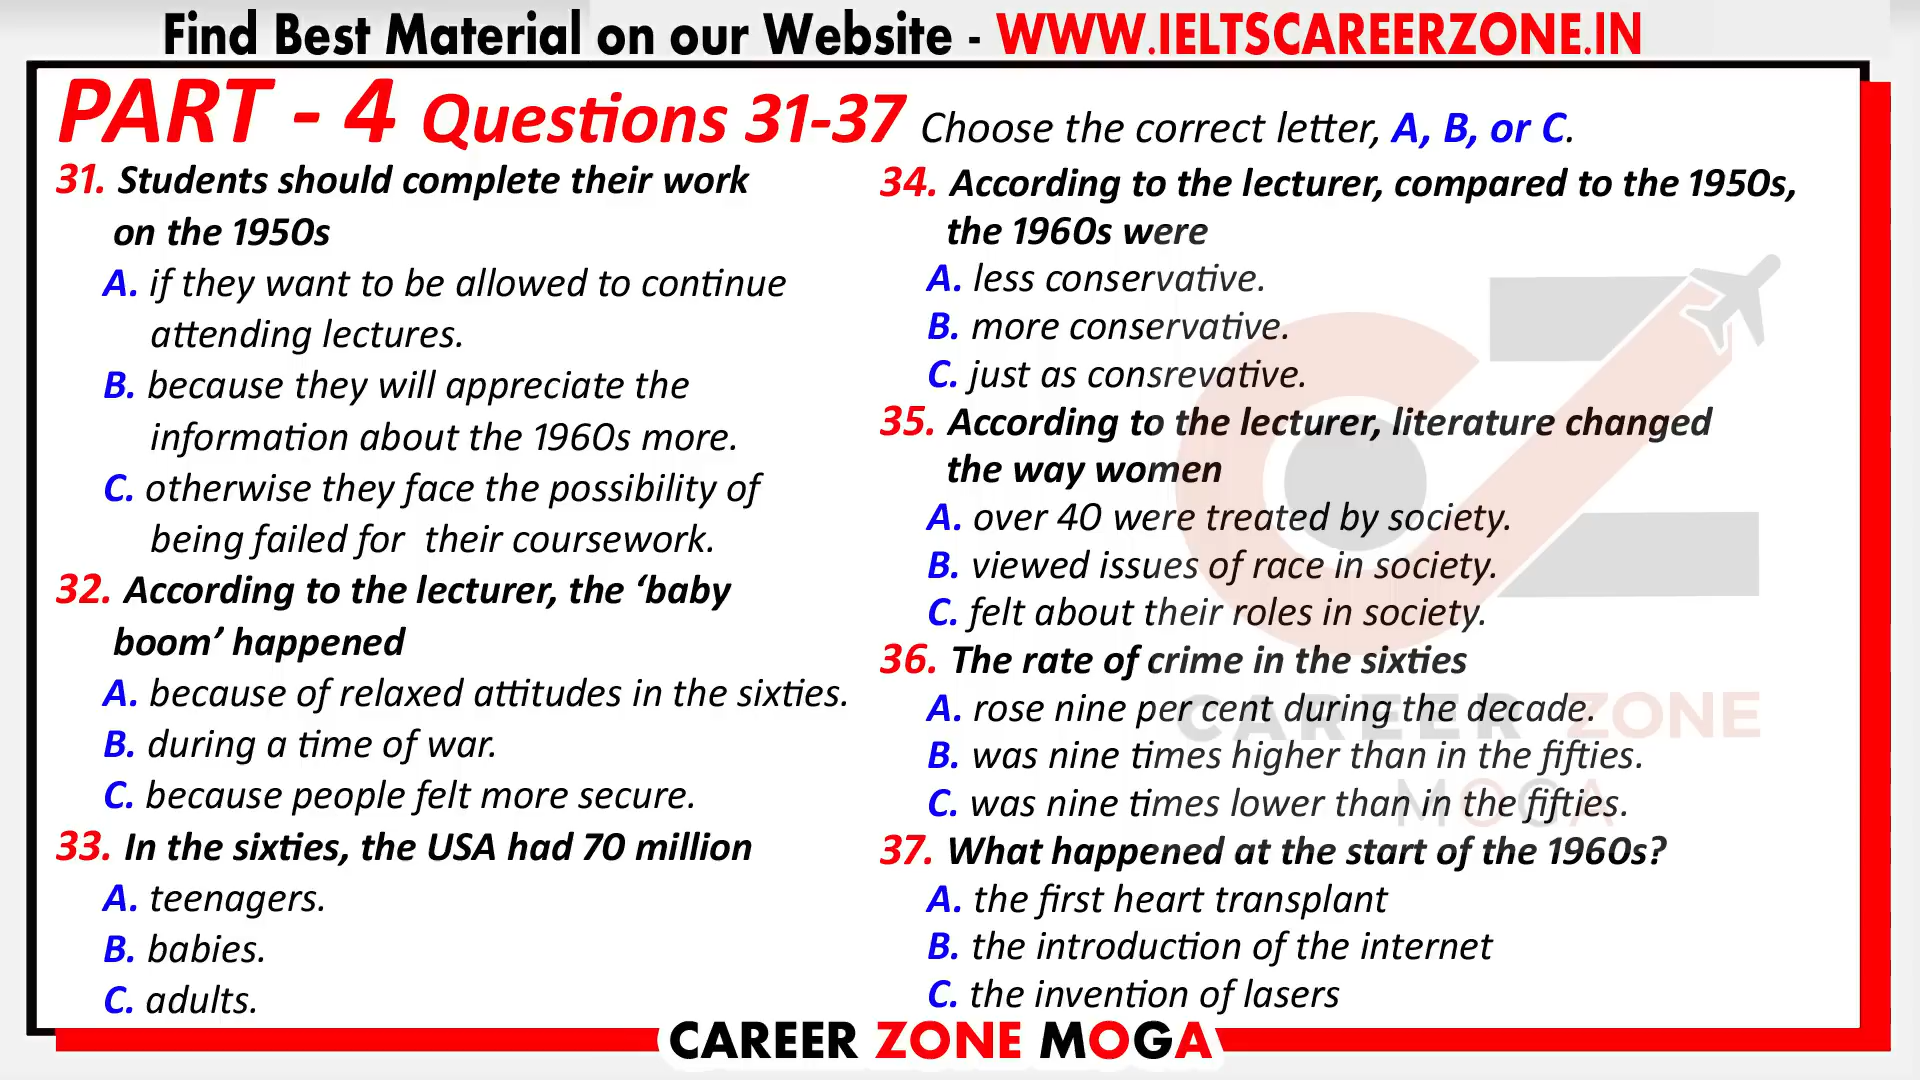 Find Best Material on our Website - WWW.IELTSCAREERZONE.IN
PART - 4 Questions 31-37 Choose the correct letter, A, B, or C.
31. Students should complete their work
on the 1950s
A. if they want to be allowed to continue
attending lectures.
B. because they will appreciate the
information about the 1960s more.
C. otherwise they face the possibility of
being failed for their coursework.
32. According to the lecturer, the ‘baby
boom’ happened
A. because of relaxed attitudes in the sixties.
B. during a time of war.
C. because people felt more secure.
33. In the sixties, the USA had 70 million
A. teenagers.
B. babies.
C. adults.
34. According to the lecturer, compared to the 1950s,
the 1960s were
A. less conservative.
B. more conservative.
C. just as consrevative.
35. According to the lecturer, literature changed
the way women
A. over 40 were treated by society.
B. viewed issues of race in society.
C. felt about their roles in society.
36. The rate of crime in the sixties
A. rose nine per cent during the decade.
B. was nine times higher than in the fifties.
C. was nine times lower than in the fifties.
37. What happened at the start of the 1960s?
A. the first heart transplant
B. the introduction of the internet
C. the invention of lasers
CAREER ZONE
MOGA
CAREER ZONE MOGA